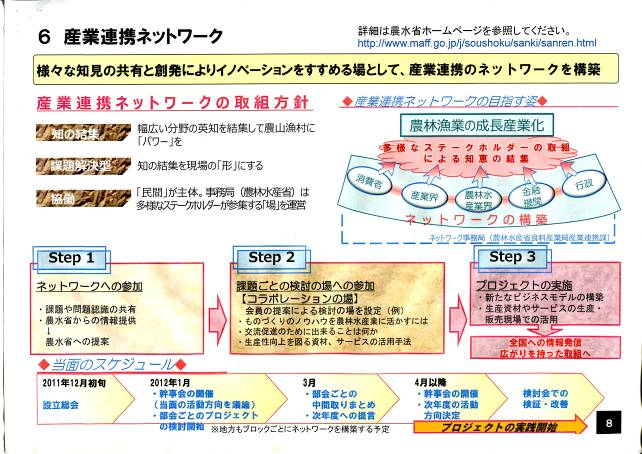 6 産業連携ネットワーク
詳細は農水省ホームページを参照してください。
http://www.maff.go.jp/j/soushoku/sanki/sanren.html
様々な知見の共有と創発によりイノベーションをすすめる場として、産業連携のネットワークを構築
産業連携ネットワークの取組方針
知の結集
幅広い分野の英知を結集して農山漁村に
「パワー」を
課題解決型
知の結集を現場の「形」にする
協働
「民間」が主体。事務局（農林水産省）は
多様なステークホルダーが参集する「場」を運営
◆産業連携ネットワークの目指す姿◆
農林漁業の成長産業化
多様なステークホルダーの取組
による知恵の結集
消費者
産業界
農林水
産業界
金融
機関
行政
ネットワークの構築
ネットワーク事務局（農林水産省食料産業局産業連携課）
Step 1
ネットワークへの参加
・課題や問題認識の共有
・農水省からの情報提供
↓
農水省への提案
Step 2
課題ごとの検討の場への参加
【コラボレーションの場】
会員の提案による検討の場を設定（例）
・ものづくりのノウハウを農林水産業に活かすには
・交流促進のために出来ることは何か
・生産性向上を図る資材、サービスの活用手法
Step 3
プロジェクトの実施
・新たなビジネスモデルの構築
・生産資材やサービスの生産・
販売現場での活用
全国への情報発信
広がりを持った取組へ
◆当面のスケジュール◆
2011年12月初旬
設立総会
2012年1月
・幹事会の開催
（当面の活動方向を議論）
・部会ごとのプロジェクト
の検討開始
3月
・部会ごとの
中間取りまとめ
・次年度への提言
4月以降
・幹事会の開催
・次年度の活動
方向決定
検討会での
検証・改善
※地方もブロックごとにネットワークを構築する予定
プロジェクトの実践開始
8